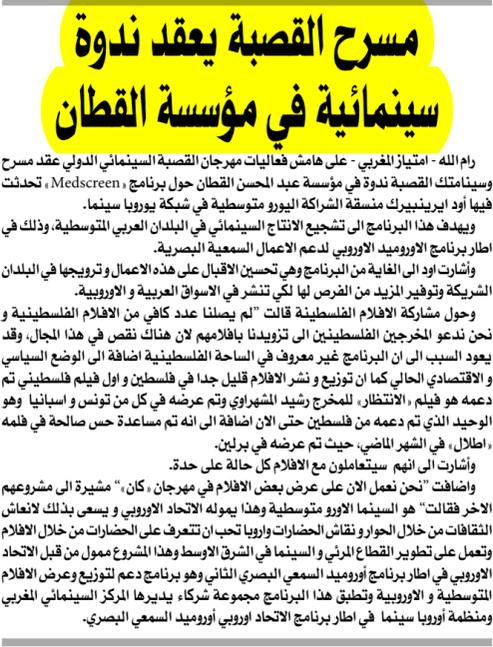 مسرح القصبة يعقد ندوة
سينمائية في مؤسسة القطان
رام الله - امتياز المغربي - على هامش فعاليات مهرجان القصبة السينمائي الدولي عقد مسرح
وسينماتك القصبة ندوة في مؤسسة عبد المحسن القطان حول برنامج «Medscreen» تحدثت
فيها أود ايرينبيرك منسقة الشراكة اليورو متوسطية في شبكة يوروبا سينما.
ويهدف هذا البرنامج الى تشجيع الانتاج السينمائي في البلدان العربي المتوسطية، وذلك في
اطار برنامج الاوروميد الاوروبي لدعم الاعمال السمعية البصرية.
وأشارت اود الى الغاية من البرنامج وهي تحسين الاقبال على هذه الاعمال و ترويجها في البلدان
الشريكة وتوفير المزيد من الفرص لها لكي تنشر في الاسواق العربية و الاوروبية.
وحول مشاركة الافلام الفلسطينة قالت "لم يصلنا عدد كافي من الافلام الفلسطينية و
نحن ندعو المخرجين الفلسطينين الى تزويدنا بافلامهم لان هناك نقص في هذا المجال، وقد
يعود السبب الى ان البرنامج غير معروف في الساحة الفلسطينية اضافة الى الوضع السياسي
و الاقتصادي الحالي كما ان توزيع و نشر الافلام قليل جدا في فلسطين و اول فيلم فلسطيني تم
دعمه هو فيلم «الانتظار» للمخرج رشيد المشهراوي وتم عرضه في كل من تونس و اسبانيا وهو
الوحيد الذي تم دعمه من فلسطين حتى الان اضافة الى انه تم مساعدة حس صالحة في فلمه
«اطلال» في الشهر الماضي، حيث تم عرضه في برلين.
وأشارت الى انهم سيتعاملون مع الافلام كل حالة على حدة.
واضافت "نحن نعمل الان على عرض بعض الافلام في مهرجان «كان»" مشيرة الى مشروعهم
الاخر فقالت" هو السينما الاورو متوسطية وهذا يموله الاتحاد الاوروبي و يسعى بذلك لانعاش
الثقافات من خلال الحوار و نقاش الحضارات واروبا تحب ان تتعرف على الحضارات من خلال الافلام
وتعمل على تطوير القطاع المرئي و السينما في الشرق الاوسط وهذا المشروع ممول من قبل الاتحاد
الاوروبي في اطار برنامج أوروميد السمعي البصري الثاني وهو برنامج دعم لتوزيع وعرض الافلام
المتوسطية و الاوروبية وتطبق هذا البرنامج مجموعة شركاء يديرها المركز السينمائي المغربي
ومنظمة أوروبا سينما في اطار برنامج الاتحاد اوروبي أوروميد السمعي البصري.